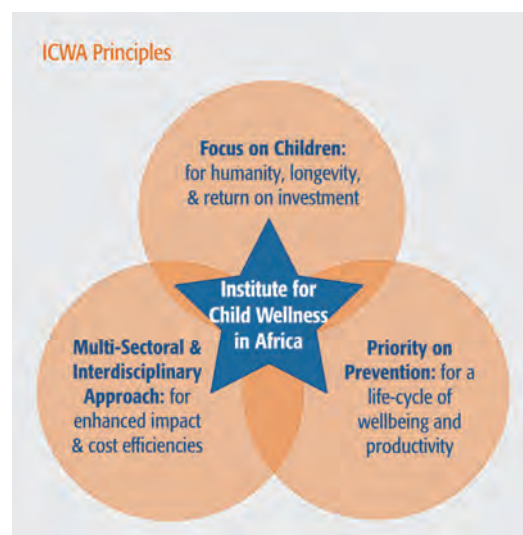 ICWA Principles
Focus on Children:
for humanity, longevity,
& return on investment
Institute for
Child Wellness
in Africa
Multi-Sectoral &
Interdisciplinary
Approach: for
enhanced impact
& cost efficiencies
Priority on
Prevention: for a
life-cycle of
wellbeing and
productivity